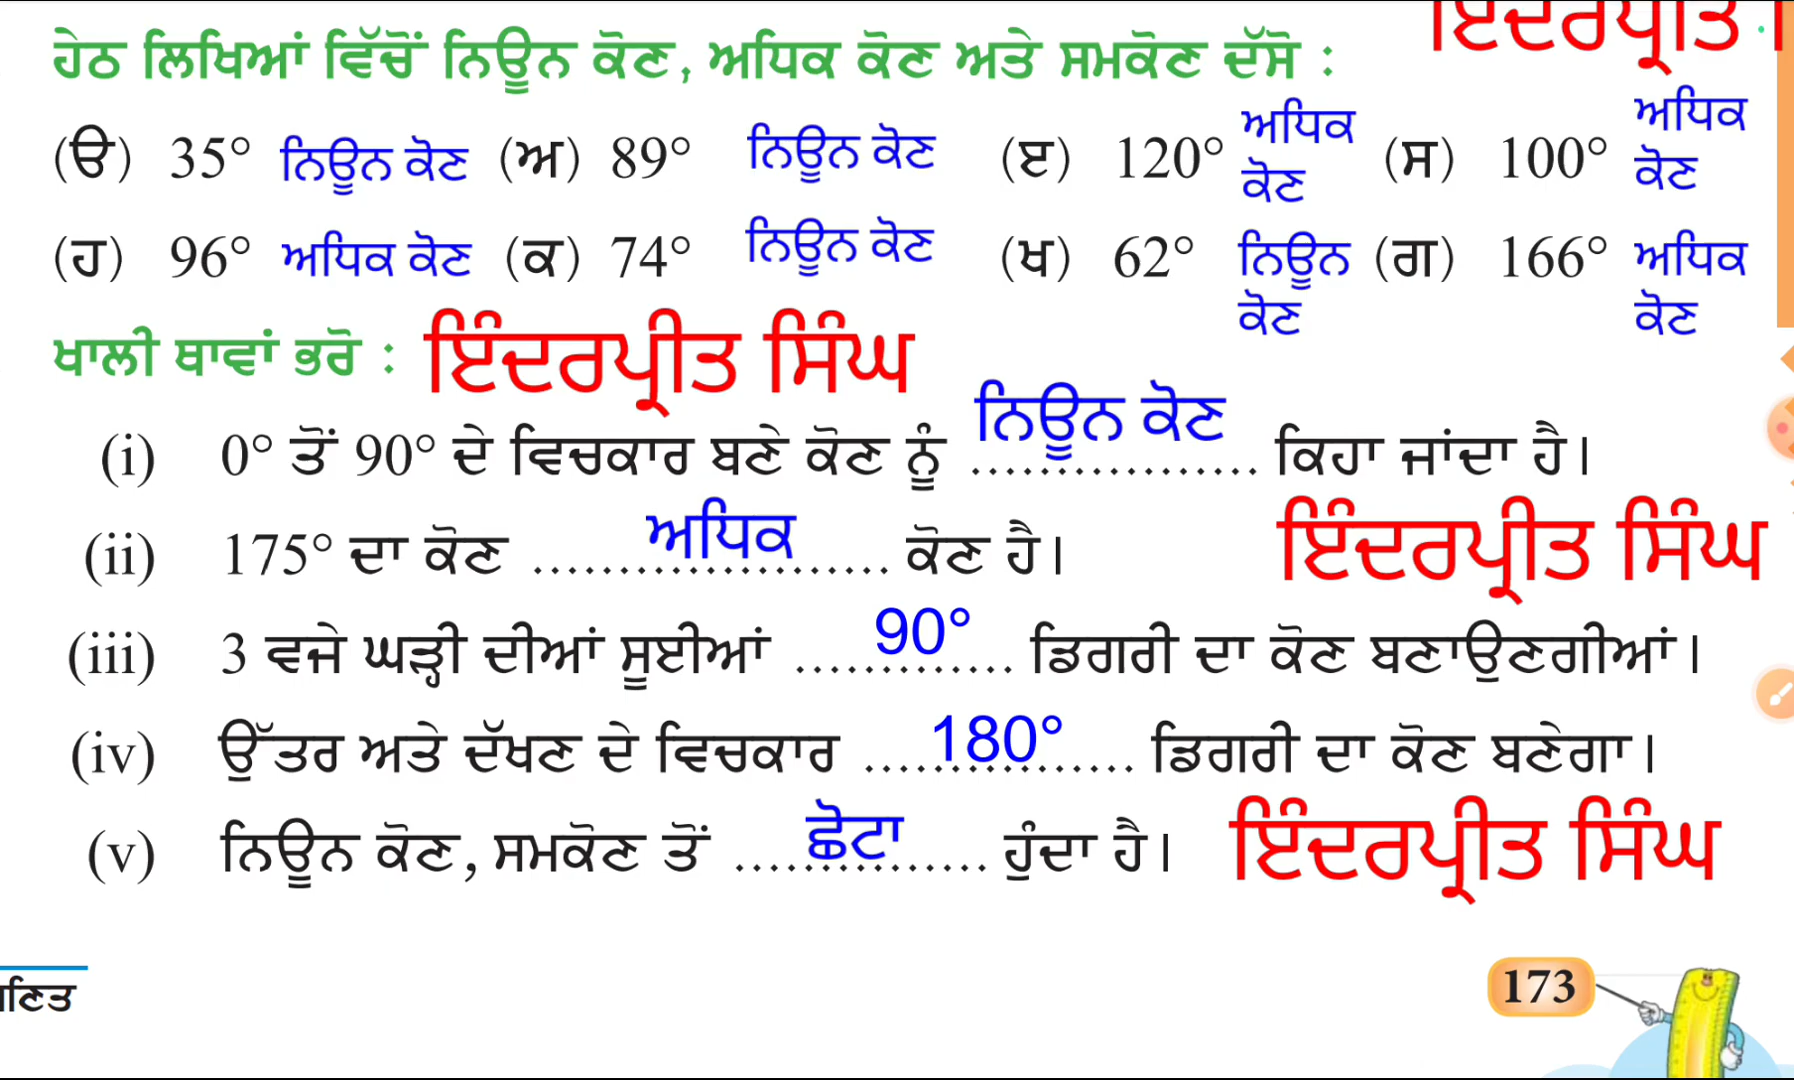 ਇੰਦਰਪ੍ਰੀਤ
ਹੇਠ ਲਿਖਿਆਂ ਵਿੱਚੋਂ ਨਿਊਨ ਕੋਣ, ਅਧਿਕ ਕੋਣ ਅਤੇ ਸਮਕੋਣ ਦੱਸੋ :
(ੳ) 35° ਨਿਊਨ ਕੋਣ (ਅ) 89° ਨਿਊਨ ਕੋਣ (ੲ) 120° ਅਧਿਕ ਕੋਣ (ਸ) 100° ਅਧਿਕ ਕੋਣ
(ਹ) 96° ਅਧਿਕ ਕੋਣ (ਕ) 74° ਨਿਊਨ ਕੋਣ (ਖ) 62° ਨਿਊਨ ਕੋਣ (ਗ) 166° ਅਧਿਕ ਕੋਣ
ਖਾਲੀ ਥਾਵਾਂ ਭਰੋ : ਇੰਦਰਪ੍ਰੀਤ ਸਿੰਘ
(i) 0° ਤੋਂ 90° ਦੇ ਵਿਚਕਾਰ ਬਣੇ ਕੋਣ ਨੂੰ ਨਿਊਨ ਕੋਣ ਕਿਹਾ ਜਾਂਦਾ ਹੈ।
(ii) 175° ਦਾ ਕੋਣ ਅਧਿਕ ਕੋਣ ਹੈ। ਇੰਦਰਪ੍ਰੀਤ ਸਿੰਘ
(iii) 3 ਵਜੇ ਘੜੀ ਦੀਆਂ ਸੂਈਆਂ 90° ਡਿਗਰੀ ਦਾ ਕੋਣ ਬਣਾਉਣਗੀਆਂ।
(iv) ਉੱਤਰ ਅਤੇ ਦੱਖਣ ਦੇ ਵਿਚਕਾਰ 180° ਡਿਗਰੀ ਦਾ ਕੋਣ ਬਣੇਗਾ।
(v) ਨਿਊਨ ਕੋਣ, ਸਮਕੋਣ ਤੋਂ ਛੋਟਾ ਹੁੰਦਾ ਹੈ। ਇੰਦਰਪ੍ਰੀਤ ਸਿੰਘ
173